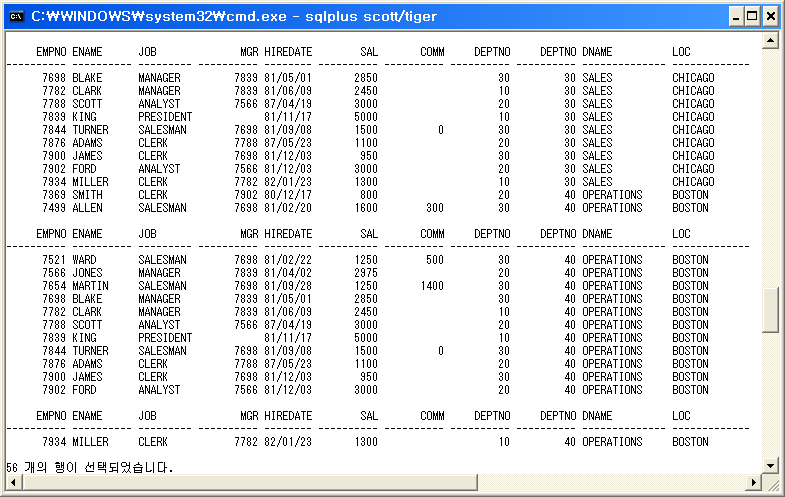 C:\WINDOWS\system32\cmd.exe - sqlplus scott/tiger
EMPNO ENAME JOB MGR HIREDATE SAL COMM DEPTNO DEPTNO DNAME LOC
---------- ---------- --------- ---------- -------- ---------- ---------- ---------- ---------- -------------- -------------
7698 BLAKE MANAGER 7839 81/05/01 2850 30 30 SALES CHICAGO
7782 CLARK MANAGER 7839 81/06/09 2450 10 30 SALES CHICAGO
7788 SCOTT ANALYST 7566 87/04/19 3000 20 30 SALES CHICAGO
7839 KING PRESIDENT 81/11/17 5000 10 30 SALES CHICAGO
7844 TURNER SALESMAN 7698 81/09/08 1500 0 30 30 SALES CHICAGO
7876 ADAMS CLERK 7788 87/05/23 1100 20 30 SALES CHICAGO
7900 JAMES CLERK 7698 81/12/03 950 30 30 SALES CHICAGO
7902 FORD ANALYST 7566 81/12/03 3000 20 30 SALES CHICAGO
7934 MILLER CLERK 7782 82/01/23 1300 10 30 SALES CHICAGO
7369 SMITH CLERK 7902 80/12/17 800 20 40 OPERATIONS BOSTON
7499 ALLEN SALESMAN 7698 81/02/20 1600 300 30 40 OPERATIONS BOSTON
EMPNO ENAME JOB MGR HIREDATE SAL COMM DEPTNO DEPTNO DNAME LOC
---------- ---------- --------- ---------- -------- ---------- ---------- ---------- ---------- -------------- -------------
7521 WARD SALESMAN 7698 81/02/22 1250 500 30 40 OPERATIONS BOSTON
7566 JONES MANAGER 7839 81/04/02 2975 20 40 OPERATIONS BOSTON
7654 MARTIN SALESMAN 7698 81/09/28 1250 1400 30 40 OPERATIONS BOSTON
7698 BLAKE MANAGER 7839 81/05/01 2850 30 40 OPERATIONS BOSTON
7782 CLARK MANAGER 7839 81/06/09 2450 10 40 OPERATIONS BOSTON
7788 SCOTT ANALYST 7566 87/04/19 3000 20 40 OPERATIONS BOSTON
7839 KING PRESIDENT 81/11/17 5000 10 40 OPERATIONS BOSTON
7844 TURNER SALESMAN 7698 81/09/08 1500 0 30 40 OPERATIONS BOSTON
7876 ADAMS CLERK 7788 87/05/23 1100 20 40 OPERATIONS BOSTON
7900 JAMES CLERK 7698 81/12/03 950 30 40 OPERATIONS BOSTON
7902 FORD ANALYST 7566 81/12/03 3000 20 40 OPERATIONS BOSTON
EMPNO ENAME JOB MGR HIREDATE SAL COMM DEPTNO DEPTNO DNAME LOC
---------- ---------- --------- ---------- -------- ---------- ---------- ---------- ---------- -------------- -------------
7934 MILLER CLERK 7782 82/01/23 1300 10 40 OPERATIONS BOSTON
56 개의 행이 선택되었습니다.